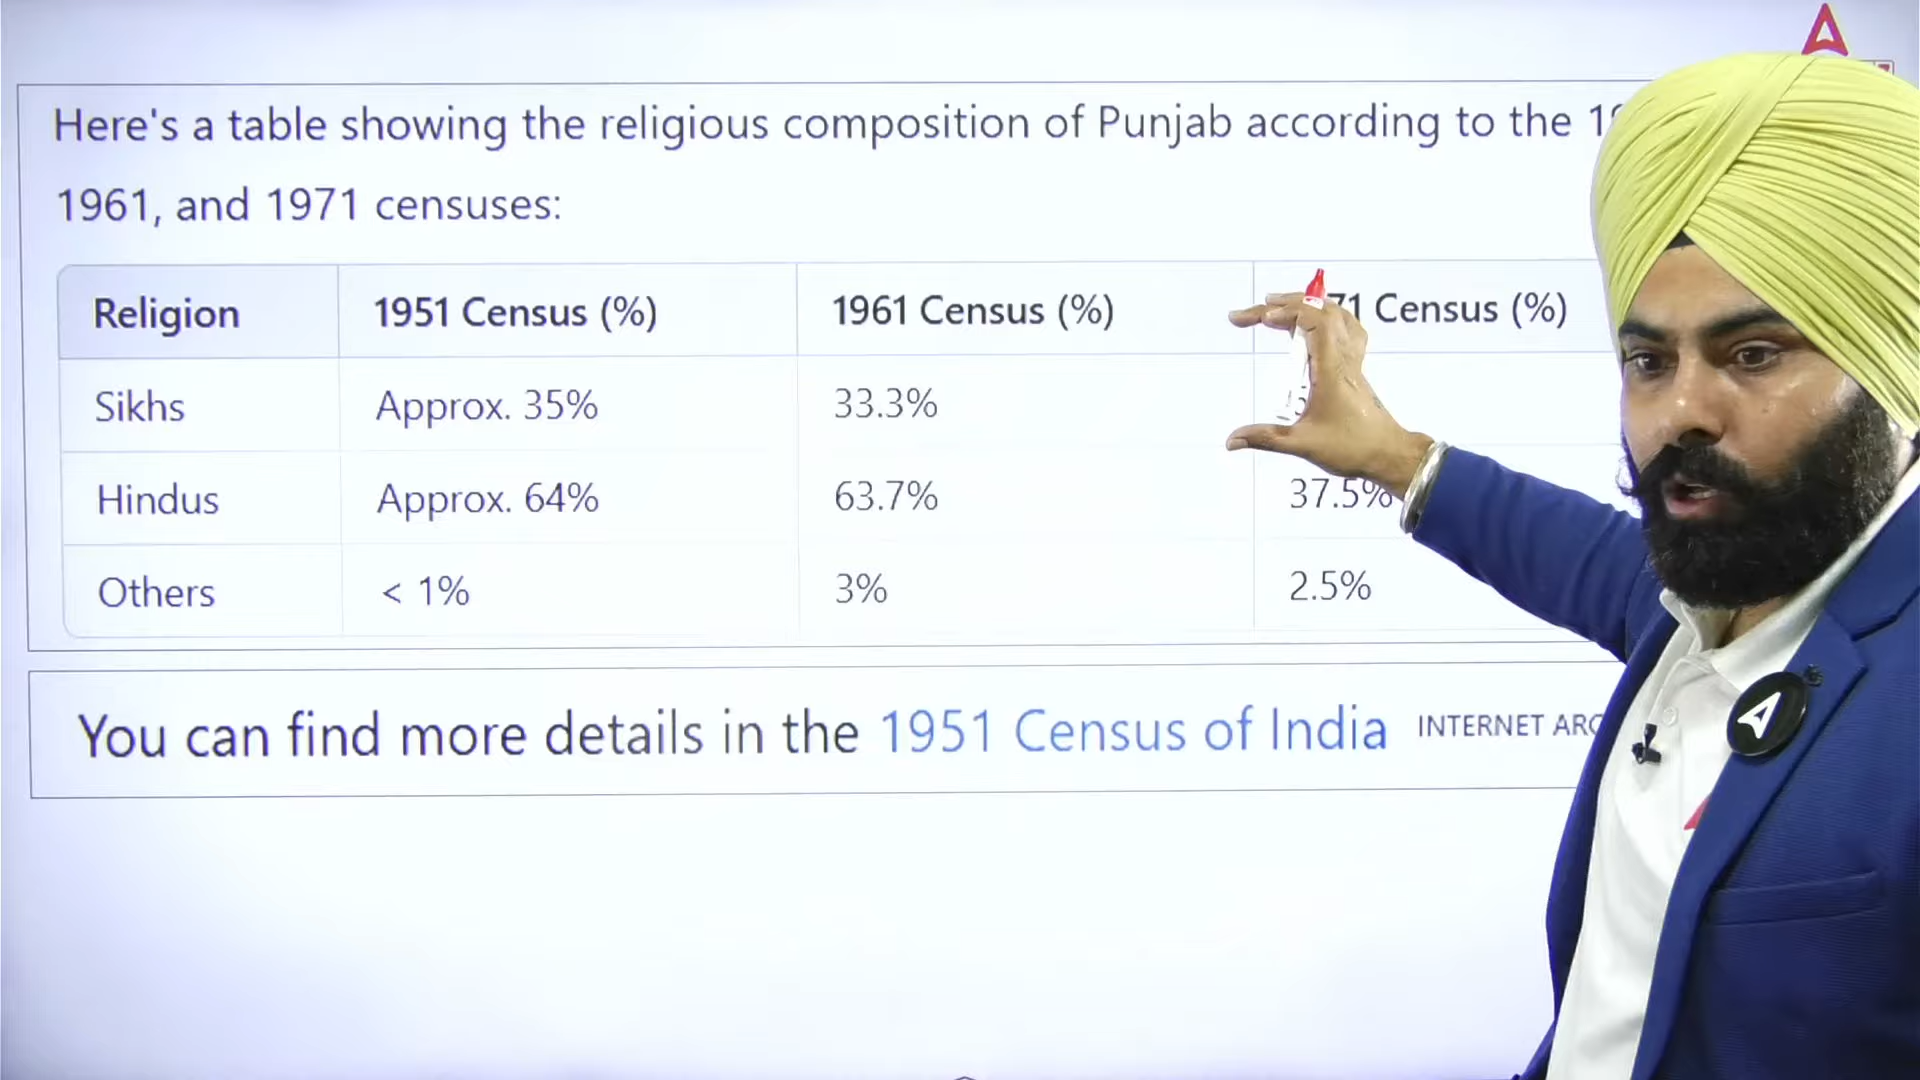 Here's a table showing the religious composition of Punjab according to the
1961, and 1971 censuses:
Religion 1951 Census (%) 1961 Census (%) Census (%)
Sikhs Approx. 35% 33.3%
Hindus Approx. 64% 63.7% 37.5%
Others < 1% 3% 2.5%
You can find more details in the 1951 Census of India INTERNET